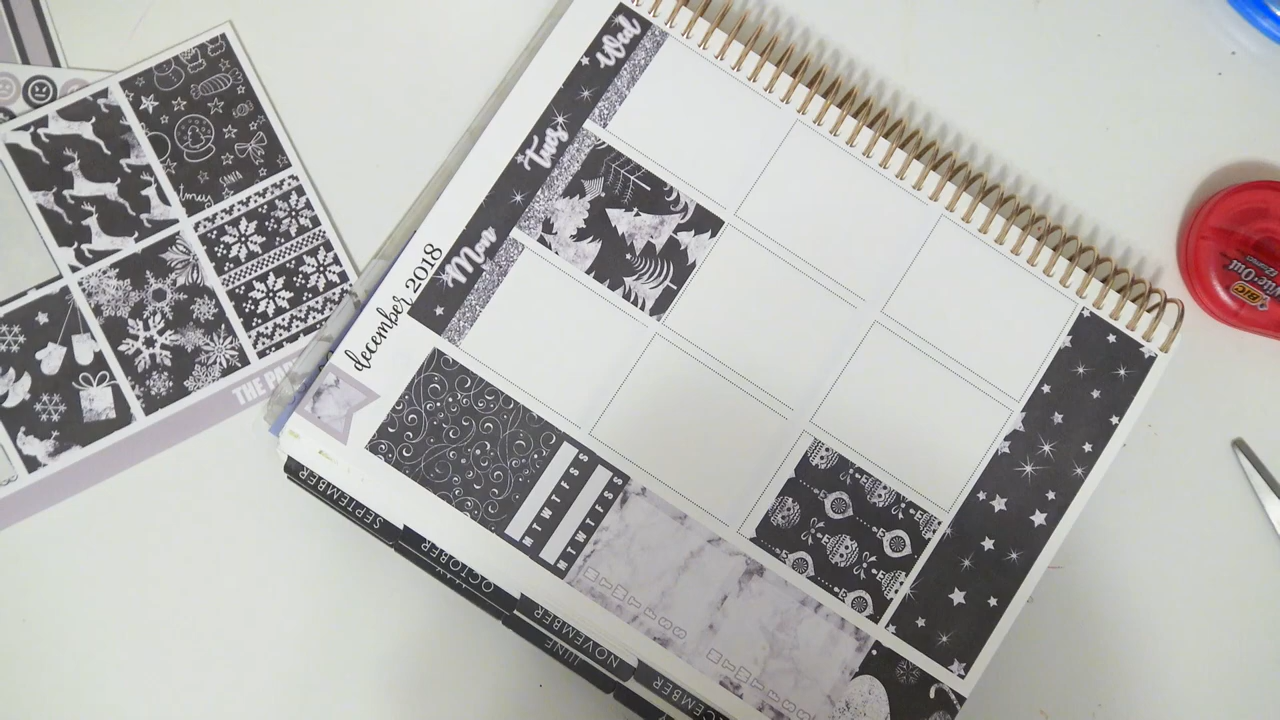 december 2018
Mon
Tues
Wed
M T W T F S S
M T W T F S S
M T W T F S S
M T W T F S S
SEPTEMBER
OCTOBER
NOVEMBER
JUNE
DECEMBER
SANTA
THE PA
BIC
Wite-Out